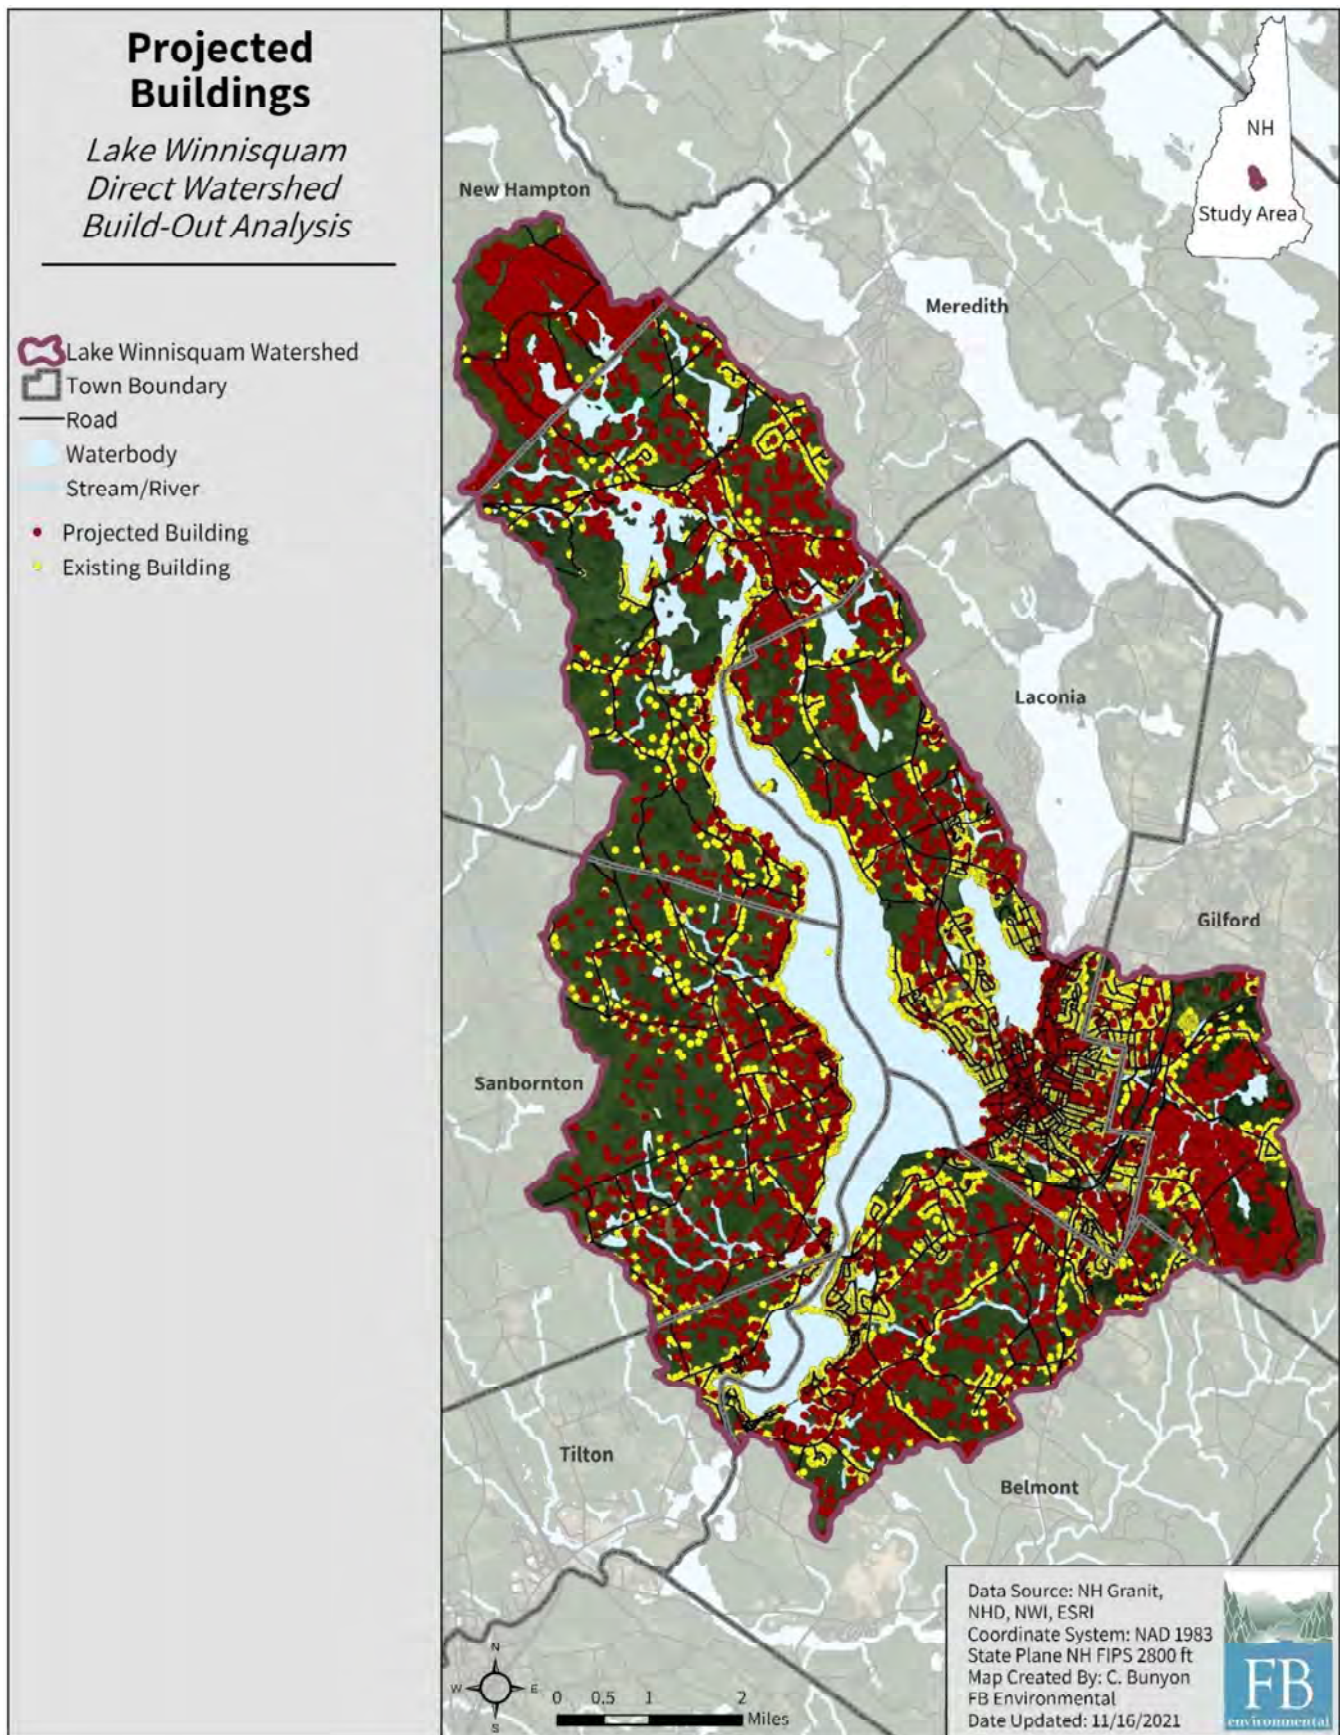 Projected
Buildings
Lake Winnisquam
Direct Watershed
Build-Out Analysis
Lake Winnisquam Watershed
Town Boundary
Road
Waterbody
Stream/River
Projected Building
Existing Building
NH
Study Area
New Hampton
Meredith
Laconia
Gilford
Sanbornton
Tilton
Belmont
N
W E
S
0 0.5 1 2
Miles
Data Source: NH Granit,
NHD, NWI, ESRI
Coordinate System: NAD 1983
State Plane NH FIPS 2800 ft
Map Created By: C. Bunyon
FB Environmental
Date Updated: 11/16/2021
FB
environmental